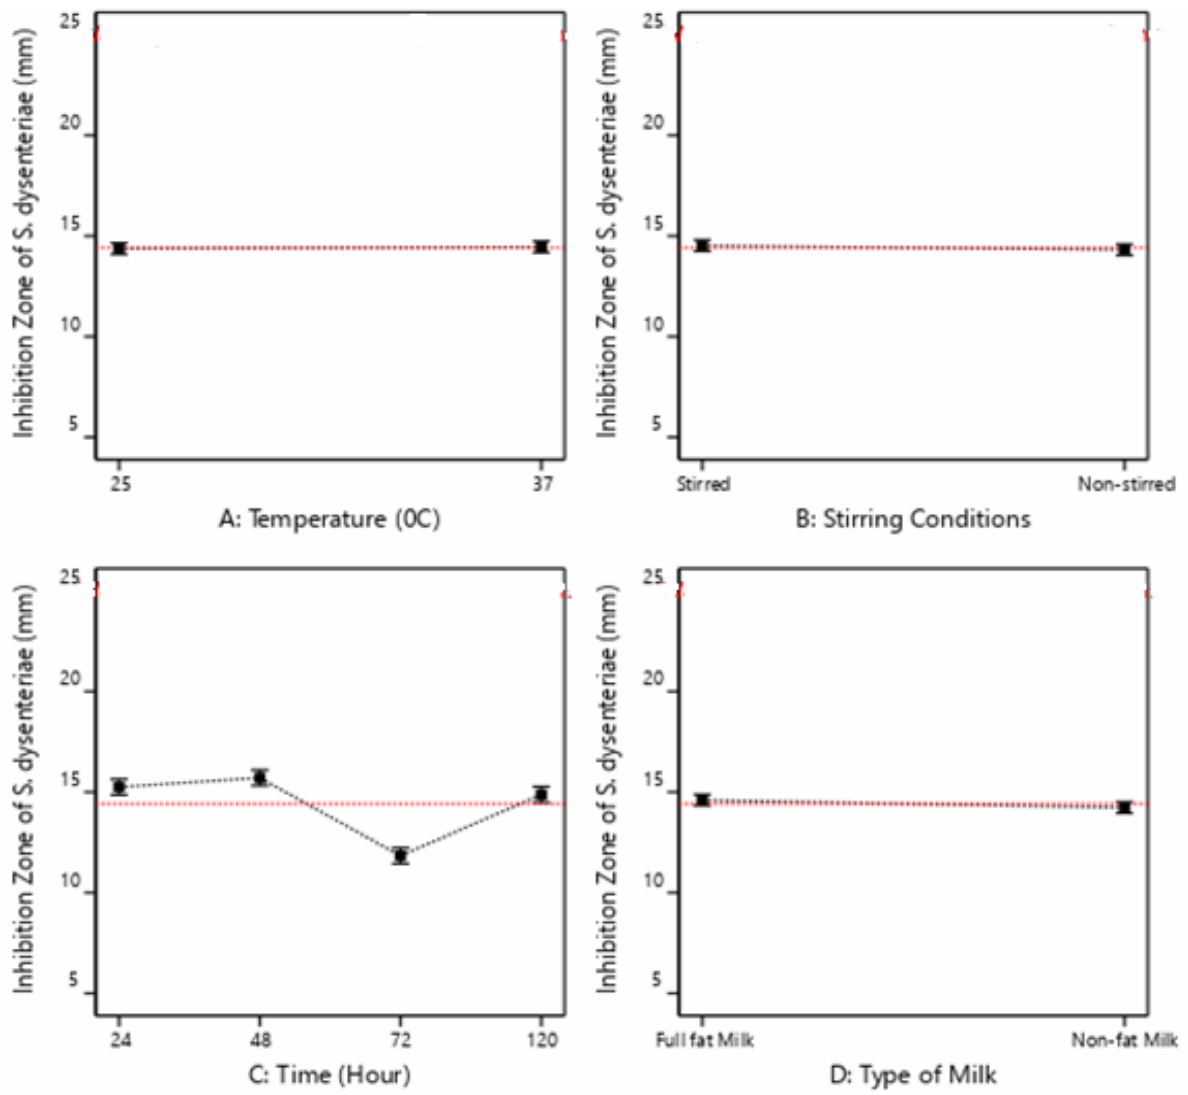 25
20
15
10
5
Inhibition Zone of S. dysenteriae (mm)
25
37
A: Temperature (0C)
25
20
15
10
5
Inhibition Zone of S. dysenteriae (mm)
Stirred
Non-stirred
B: Stirring Conditions
25
20
15
10
5
Inhibition Zone of S. dysenteriae (mm)
24
48
72
120
C: Time (Hour)
25
20
15
10
5
Inhibition Zone of S. dysenteriae (mm)
Full fat Milk
Non-fat Milk
D: Type of Milk